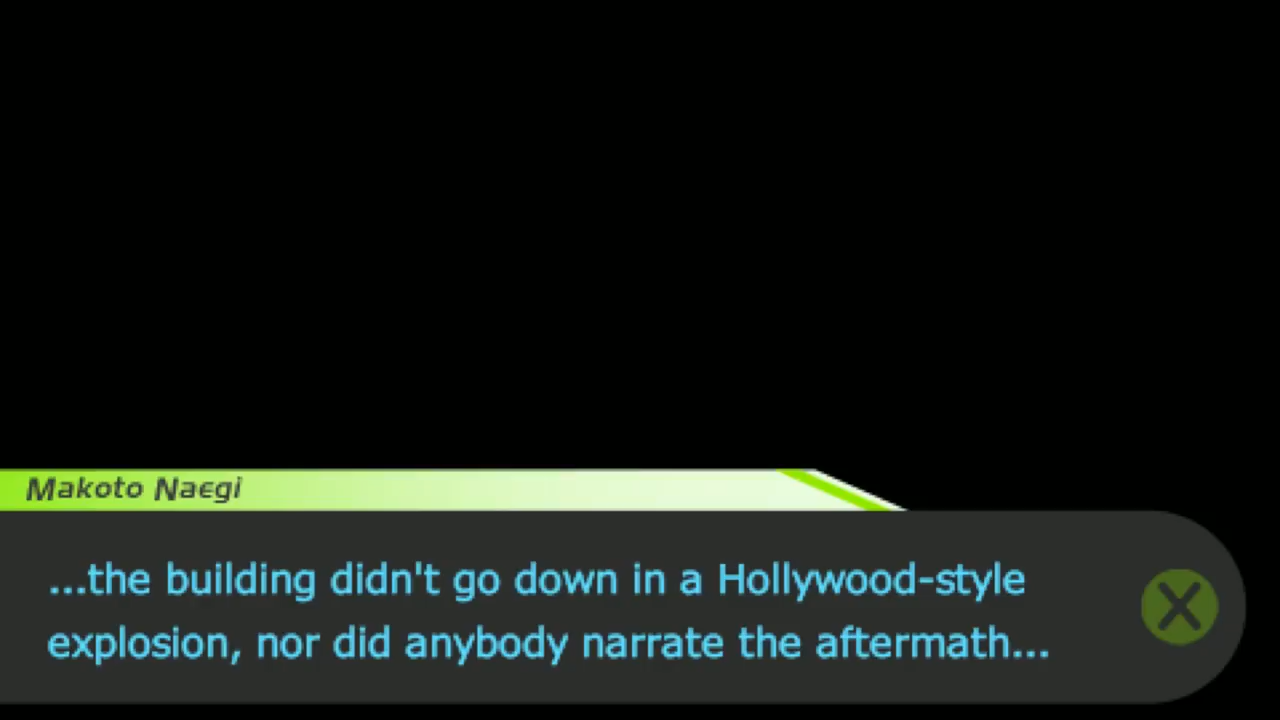 Makoto Naegi
...the building didn't go down in a Hollywood-style
explosion, nor did anybody narrate the aftermath...